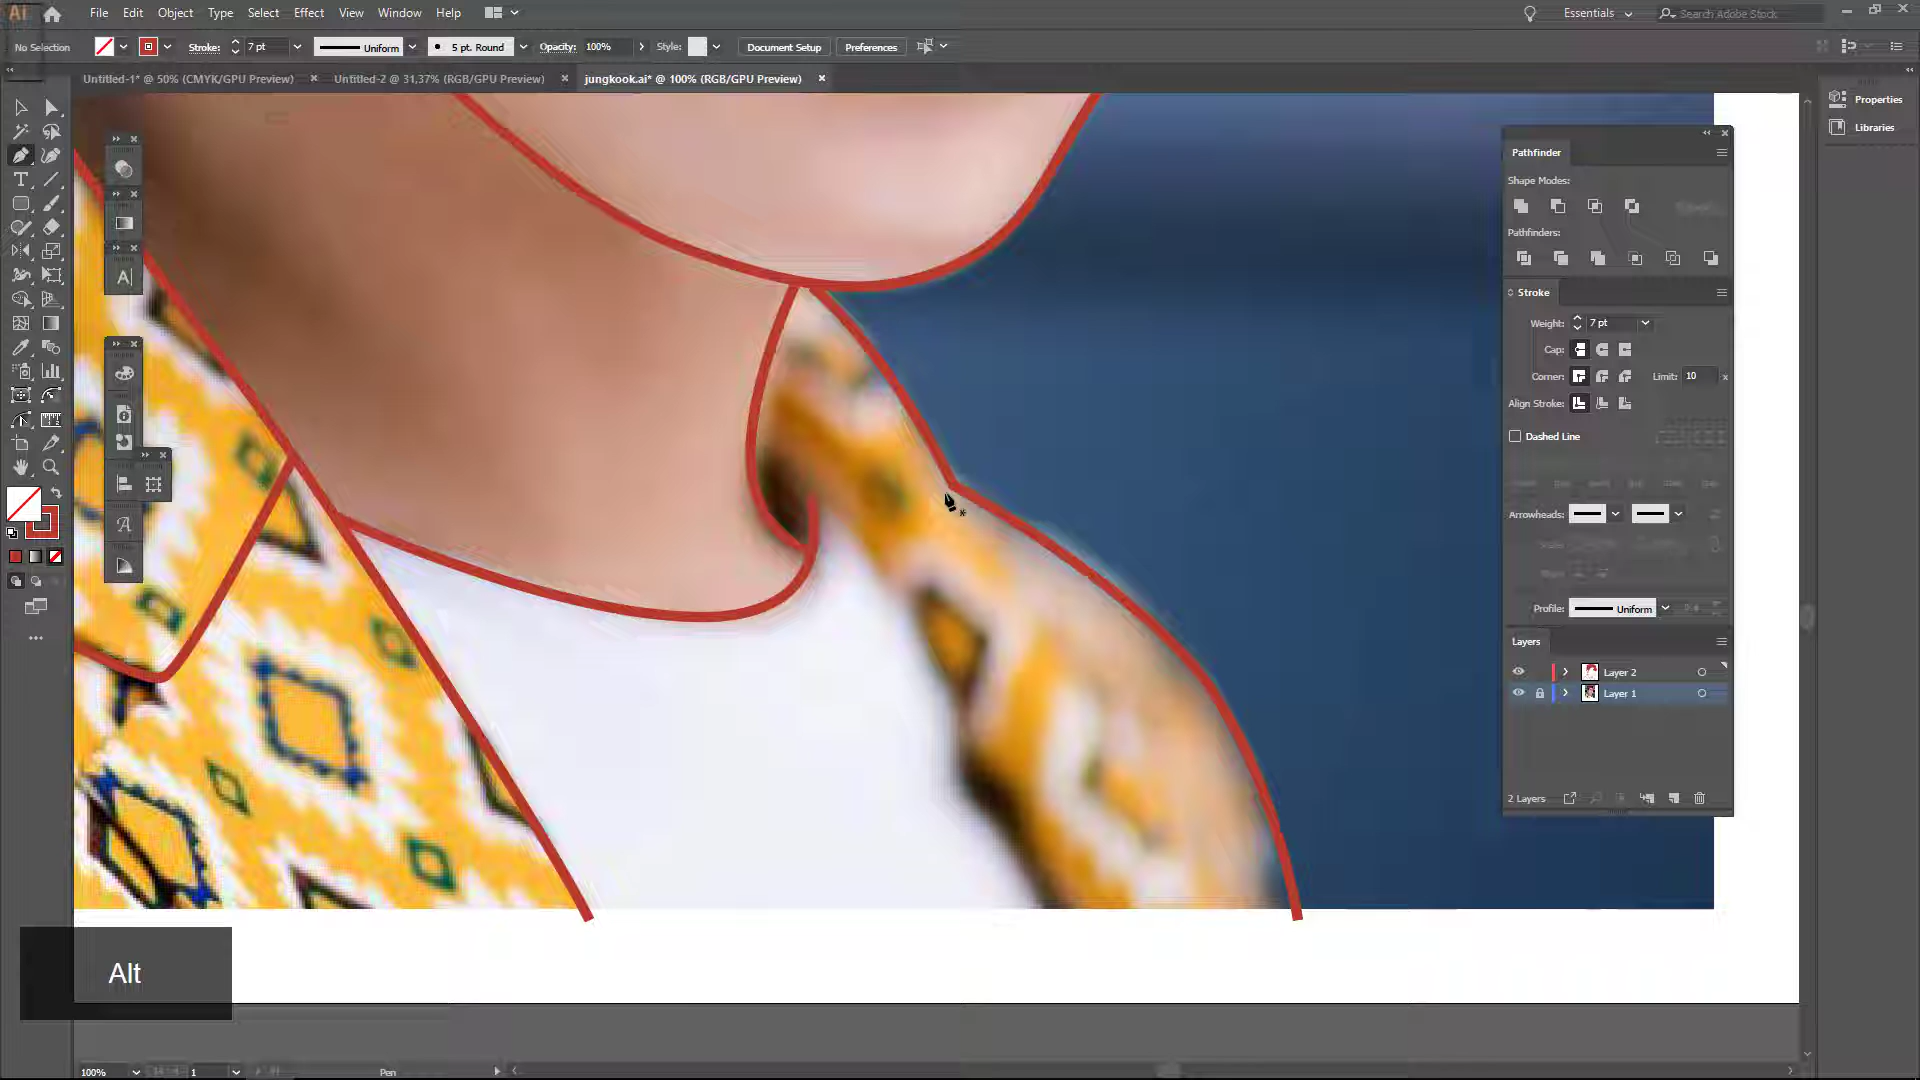 Ai File Edit Object Type Select Effect View Window Help Essentials Search Adobe Stock
No Selection Stroke: 7 pt Uniform 5 pt. Round Opacity: 100% Style: Document Setup Preferences
Untitled-1* @ 50% (CMYK/GPU Preview) Untitled-2 @ 31,37% (RGB/GPU Preview) jungkook.ai* @ 100% (RGB/GPU Preview)
Properties
Libraries
Pathfinder
Shape Modes:
Pathfinders:
Stroke
Weight: 7 pt
Cap:
Corner: Limit: 10 x
Align Stroke:
Dashed Line
Arrowheads:
Profile: Uniform
Layers
Layer 2
Layer 1
2 Layers
Alt
100% 1 Pen